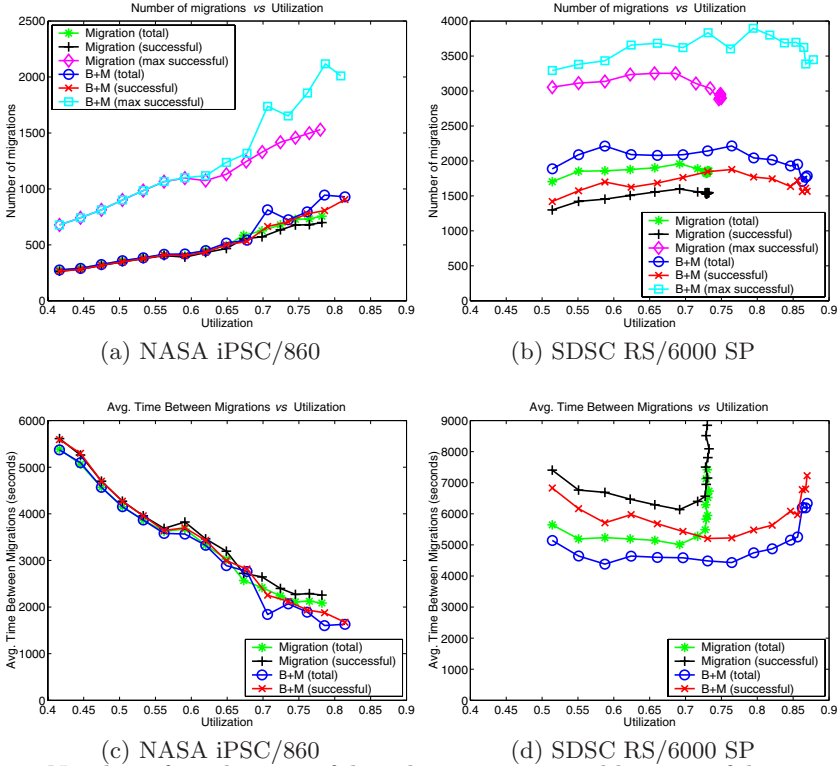 Number of migrations vs Utilization
2500
2000
1500
1000
500
0
Number of migrations
Migration (total)
Migration (successful)
Migration (max successful)
B+M (total)
B+M (successful)
B+M (max successful)
0.4 0.45 0.5 0.55 0.6 0.65 0.7 0.75 0.8 0.85 0.9
Utilization
(a) NASA iPSC/860
Number of migrations vs Utilization
4000
3500
3000
2500
2000
1500
1000
500
0
Number of migrations
Migration (total)
Migration (successful)
Migration (max successful)
B+M (total)
B+M (successful)
B+M (max successful)
0.4 0.45 0.5 0.55 0.6 0.65 0.7 0.75 0.8 0.85 0.9
Utilization
(b) SDSC RS/6000 SP
Avg. Time Between Migrations vs Utilization
6000
5000
4000
3000
2000
1000
0
Avg. Time Between Migrations (seconds)
Migration (total)
Migration (successful)
B+M (total)
B+M (successful)
0.4 0.45 0.5 0.55 0.6 0.65 0.7 0.75 0.8 0.85 0.9
Utilization
(c) NASA iPSC/860
Avg. Time Between Migrations vs Utilization
9000
8000
7000
6000
5000
4000
3000
2000
1000
0
Avg. Time Between Migrations (seconds)
Migration (total)
Migration (successful)
B+M (total)
B+M (successful)
0.4 0.45 0.5 0.55 0.6 0.65 0.7 0.75 0.8 0.85 0.9
Utilization
(d) SDSC RS/6000 SP